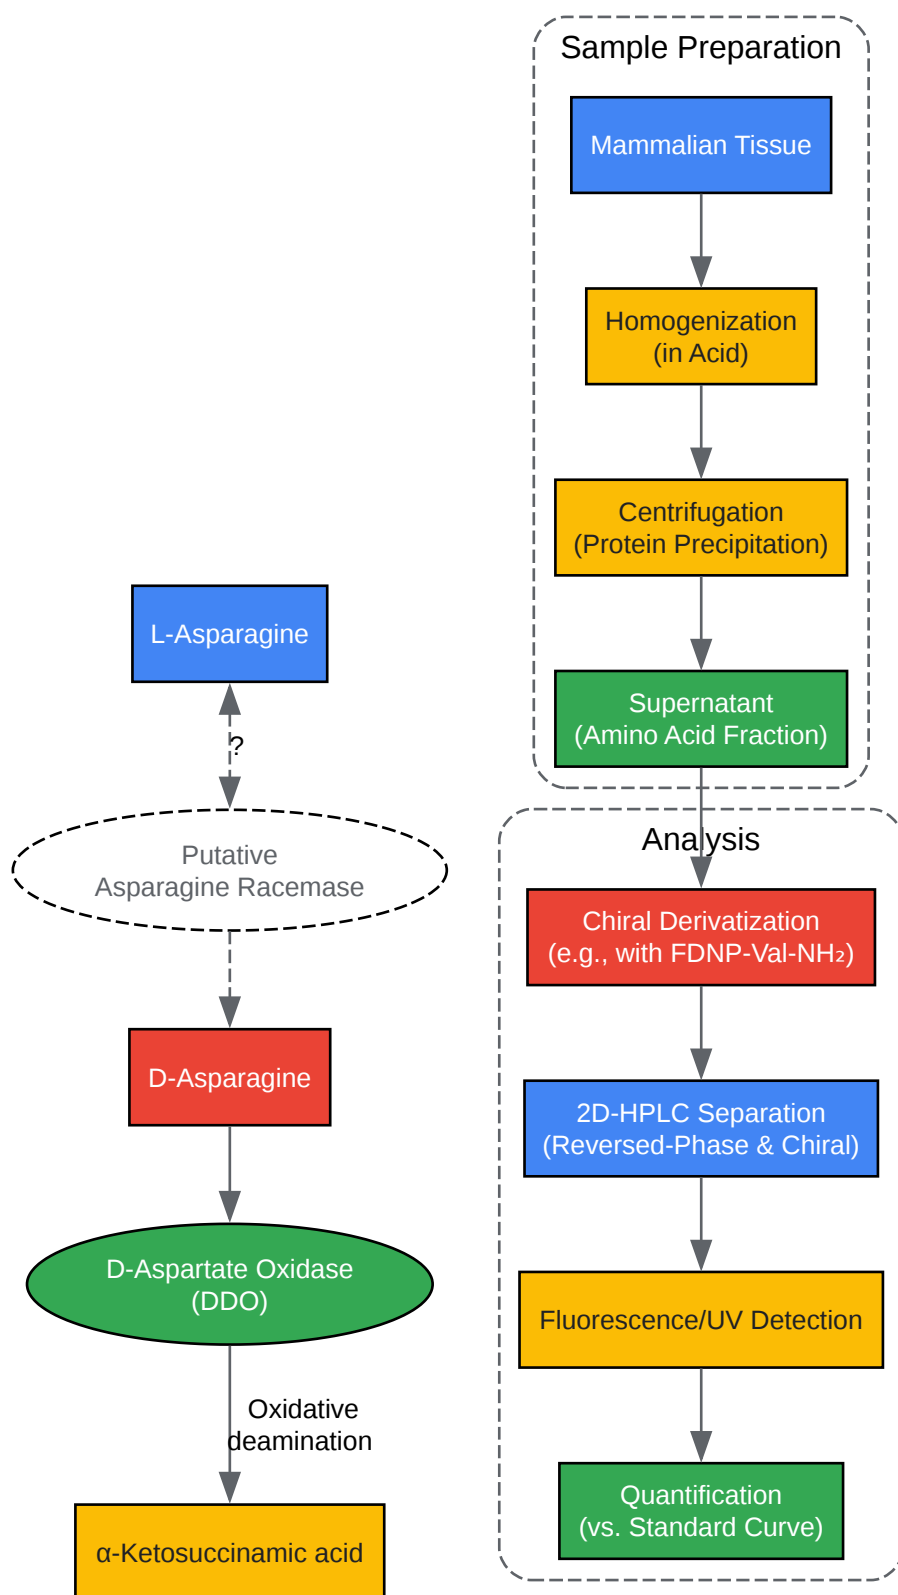 Sample Preparation
Mammalian Tissue
Homogenization
(in Acid)
Centrifugation
(Protein Precipitation)
Supernatant
(Amino Acid Fraction)
Analysis
Chiral Derivatization
(e.g., with FDNP-Val-NH₂)
2D-HPLC Separation
(Reversed-Phase & Chiral)
Fluorescence/UV Detection
Quantification
(vs. Standard Curve)
L-Asparagine
?
Putative
Asparagine Racemase
D-Asparagine
D-Aspartate Oxidase
(DDO)
Oxidative
deamination
α-Ketosuccinamic acid